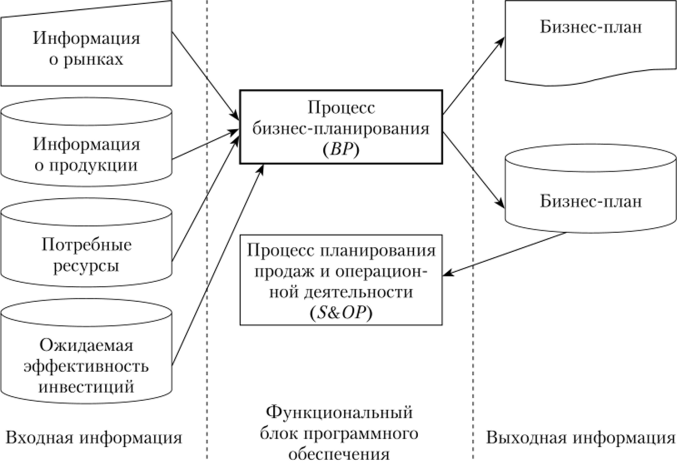 Информация
о рынках
Информация
о продукции
Потребные
ресурсы
Ожидаемая
эффективность
инвестиций
Входная информация
Процесс
бизнес-планирования
(BP)
Процесс планирования
продаж и операцион-
ной деятельности
(S&OP)
Функциональный
блок программного
обеспечения
Бизнес-план
Бизнес-план
Выходная информация